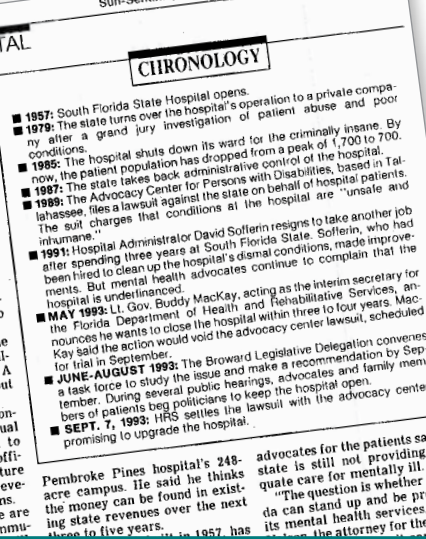 Sun-Sentin
TAL
CHRONOLOGY
■ 1957: South Florida State Hospital opens.
■ 1979: The state turns over the hospital's operation to a private compa-
ny after a grand jury investigation of patient abuse and poor
conditions.
■ 1985: The hospital shuts down its ward for the criminally insane. By
now, the patient population has dropped from a peak of 1,700 to 700.
■ 1987: The state takes back administrative control of the hospital.
■ 1989: The Advocacy Center for Persons with Disabilities, based in Tal-
lahassee, files a lawsuit against the state on behalf of hospital patients.
The suit charges that conditions at the hospital are "unsafe and
inhumane."
■ 1991: Hospital Administrator David Sofferin resigns to take another job
after spending three years at South Florida State. Sofferin, who had
been hired to clean up the hospital's dismal conditions, made improve-
ments. But mental health advocates continue to complain that the
hospital is underfinanced.
■ MAY 1993: Lt. Gov. Buddy MacKay, acting as the interim secretary for
the Florida Department of Health and Rehabilitative Services, an-
nounces he wants to close the hospital within three to four years. Mac-
Kay said the action would void the advocacy center lawsuit, scheduled
for trial in September.
■ JUNE-AUGUST 1993: The Broward Legislative Delegation convenes
a task force to study the issue and make a recommendation by Sep-
tember. During several public hearings, advocates and family mem
bers of patients beg politicians to keep the hospital open.
■ SEPT. 7, 1993: HRS settles the lawsuit with the advocacy cente
promising to upgrade the hospital.
Pembroke Pines hospital's 248-
acre campus. He said he thinks
the money can be found in exist-
ing state revenues over the next
three to five years.
built in 1957, has
advocates for the patients sa
state is still not providing
quate care for mentally ill.
"The question is whether
da can stand up and be pr
its mental health services,
the attorney for the